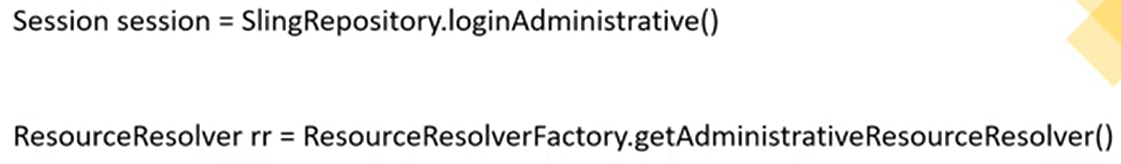 Session session = SlingRepository.loginAdministrative()
ResourceResolver rr = ResourceResolverFactory.getAdministrativeResourceResolver()